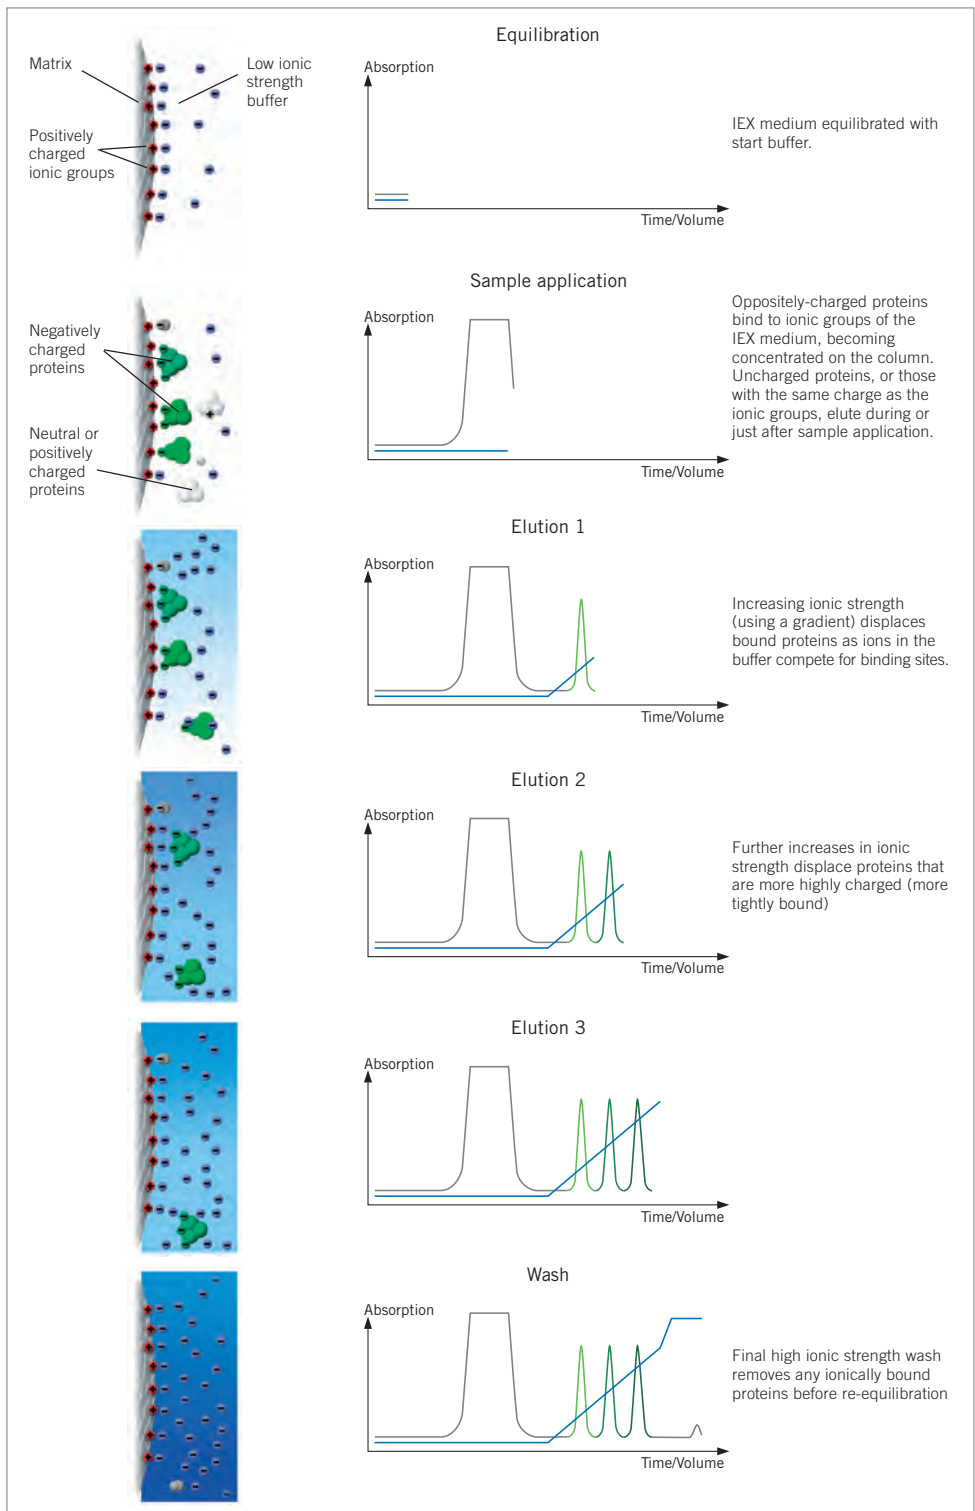 Equilibration
Matrix
Low ionic
strength
buffer
Positively
charged
ionic groups
Absorption
Time/Volume
IEX medium equilibrated with
start buffer.
Sample application
Negatively
charged
proteins
Neutral or
positively
charged
proteins
Absorption
Time/Volume
Oppositely-charged proteins
bind to ionic groups of the
IEX medium, becoming
concentrated on the column.
Uncharged proteins, or those
with the same charge as the
ionic groups, elute during or
just after sample application.
Elution 1
Absorption
Time/Volume
Increasing ionic strength
(using a gradient) displaces
bound proteins as ions in the
buffer compete for binding sites.
Elution 2
Absorption
Time/Volume
Further increases in ionic
strength displace proteins that
are more highly charged (more
tightly bound)
Elution 3
Absorption
Time/Volume
Wash
Absorption
Time/Volume
Final high ionic strength wash
removes any ionically bound
proteins before re-equilibration